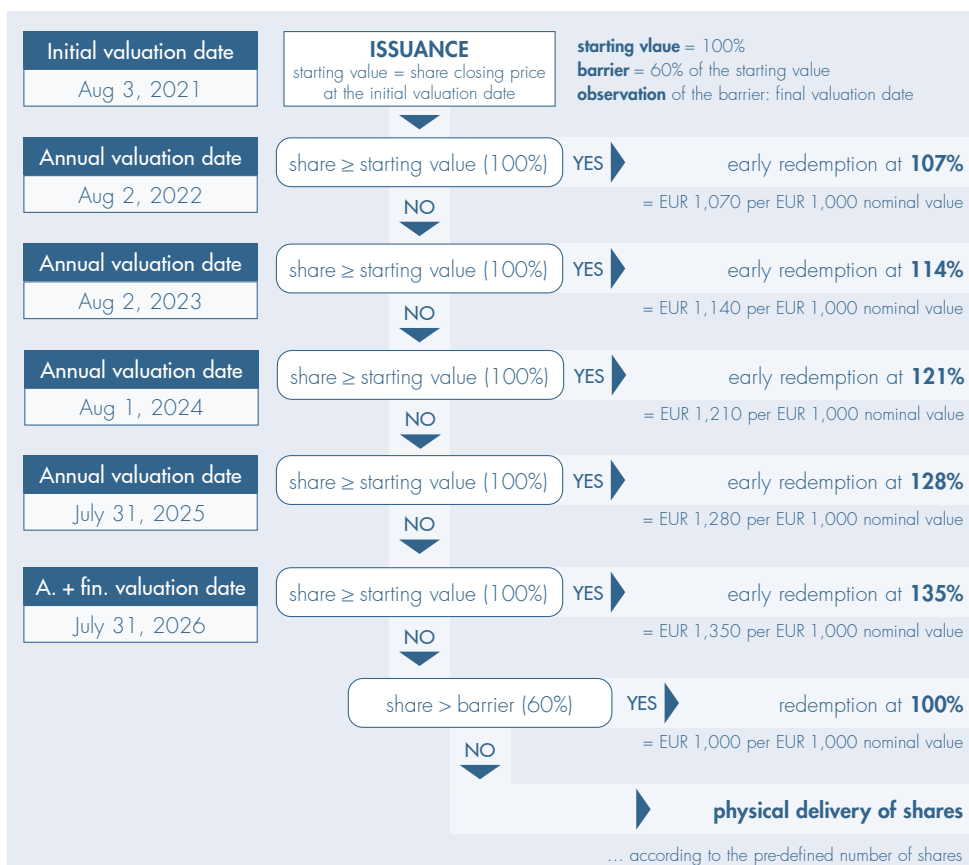 Initial valuation date
Aug 3, 2021
ISSUANCE
starting value = share closing price
at the initial valuation date
starting vlaue = 100%
barrier = 60% of the starting value
observation of the barrier: final valuation date
Annual valuation date
Aug 2, 2022
share ≥ starting value (100%)
YES
early redemption at 107%
= EUR 1,070 per EUR 1,000 nominal value
NO
Annual valuation date
Aug 2, 2023
share ≥ starting value (100%)
YES
early redemption at 114%
= EUR 1,140 per EUR 1,000 nominal value
NO
Annual valuation date
Aug 1, 2024
share ≥ starting value (100%)
YES
early redemption at 121%
= EUR 1,210 per EUR 1,000 nominal value
NO
Annual valuation date
July 31, 2025
share ≥ starting value (100%)
YES
early redemption at 128%
= EUR 1,280 per EUR 1,000 nominal value
NO
A. + fin. valuation date
July 31, 2026
share ≥ starting value (100%)
YES
early redemption at 135%
= EUR 1,350 per EUR 1,000 nominal value
NO
share > barrier (60%)
YES
redemption at 100%
= EUR 1,000 per EUR 1,000 nominal value
NO
physical delivery of shares
... according to the pre-defined number of shares